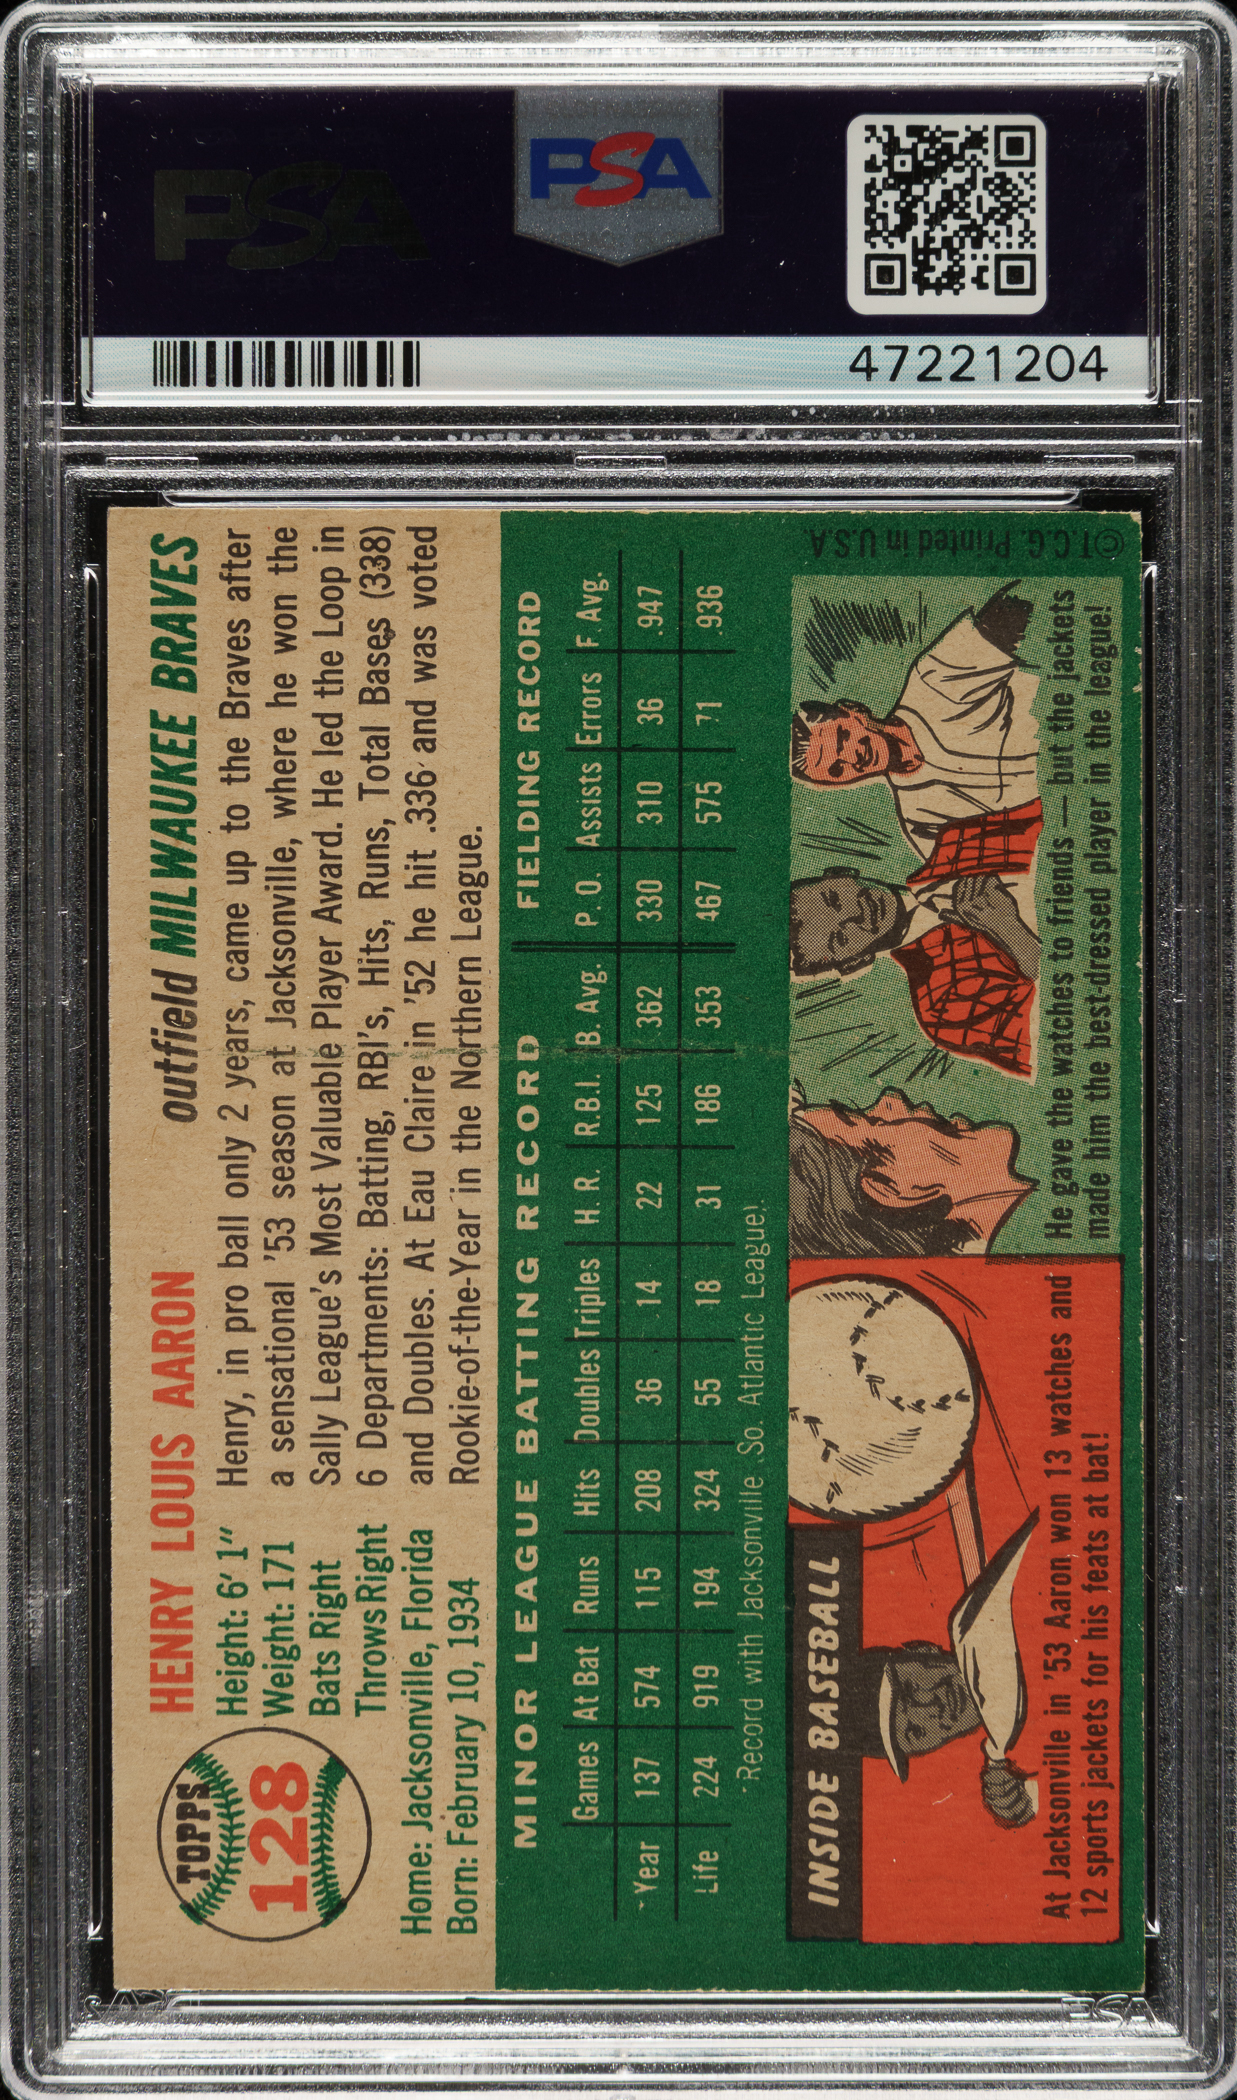 PSA
PSA
47221204
TOPPS
128
HENRY LOUIS AARON
outfield MILWAUKEE BRAVES
Height: 6' 1"
Weight: 171
Bats Right
Throws Right
Home: Jacksonville, Florida
Born: February 10, 1934
Henry, in pro ball only 2 years, came up to the Braves after
a sensational '53 season at Jacksonville, where he won the
Sally League's Most Valuable Player Award. He led the Loop in
6 Departments: Batting, RBI's, Hits, Runs, Total Bases (338)
and Doubles. At Eau Claire in '52 he hit .336 and was voted
Rookie-of-the-Year in the Northern League.
MINOR LEAGUE BATTING RECORD FIELDING RECORD
Games At Bat Runs Hits Doubles Triples H. R. R.B.I. B. Avg. P. O. Assists Errors F. Avg.
Year 137 574 115 208 36 14 22 125 .362 330 310 36 .947
Life 224 919 194 324 55 18 31 186 .353 467 575 71 .936
Record with Jacksonville (So. Atlantic League).
INSIDE BASEBALL
At Jacksonville in '53 Aaron won 13 watches and
12 sports jackets for his feats at bat!
He gave the watches to friends — but the jackets
made him the best-dressed player in the league!
©T.C.G. Printed in U.S.A.
PSA